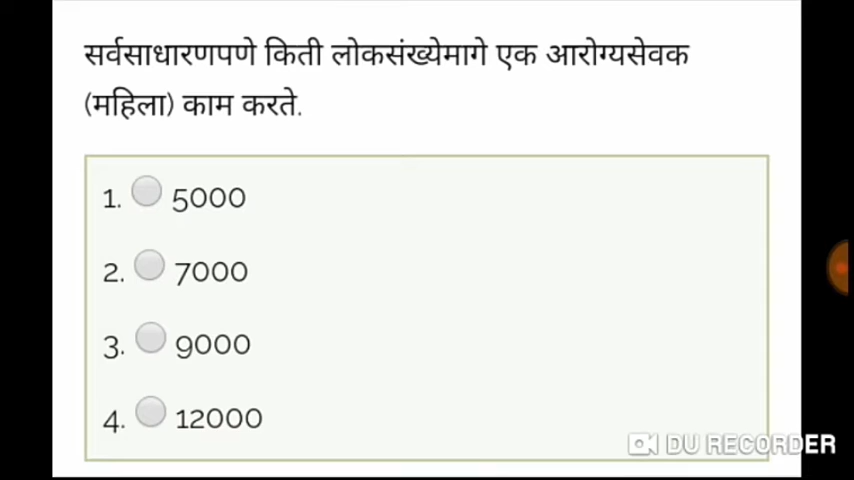 सर्वसाधारणपणे किती लोकसंख्येमागे एक आरोग्यसेवक
(महिला) काम करते.
1. 5000
2. 7000
3. 9000
4. 12000
DU RECORDER